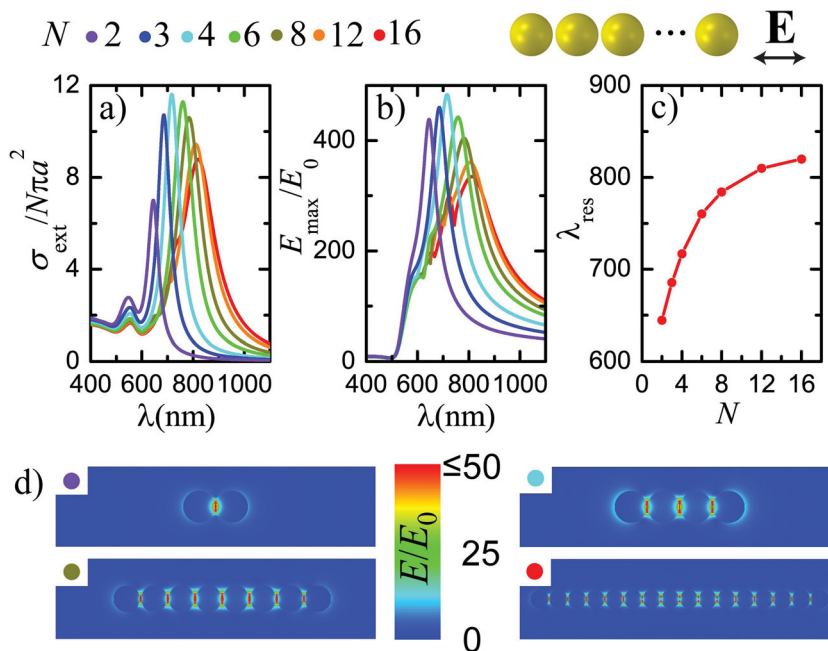 N 2 3 4 6 8 12 16
... E
a)
12
8
4
0
400 600 800 1000
λ(nm)
σext/Nπa²
b)
400
200
0
400 600 800 1000
λ(nm)
Emax/E0
c)
900
800
700
600
0 4 8 12 16
N
λres
d)
≤50
25
0
E/E0